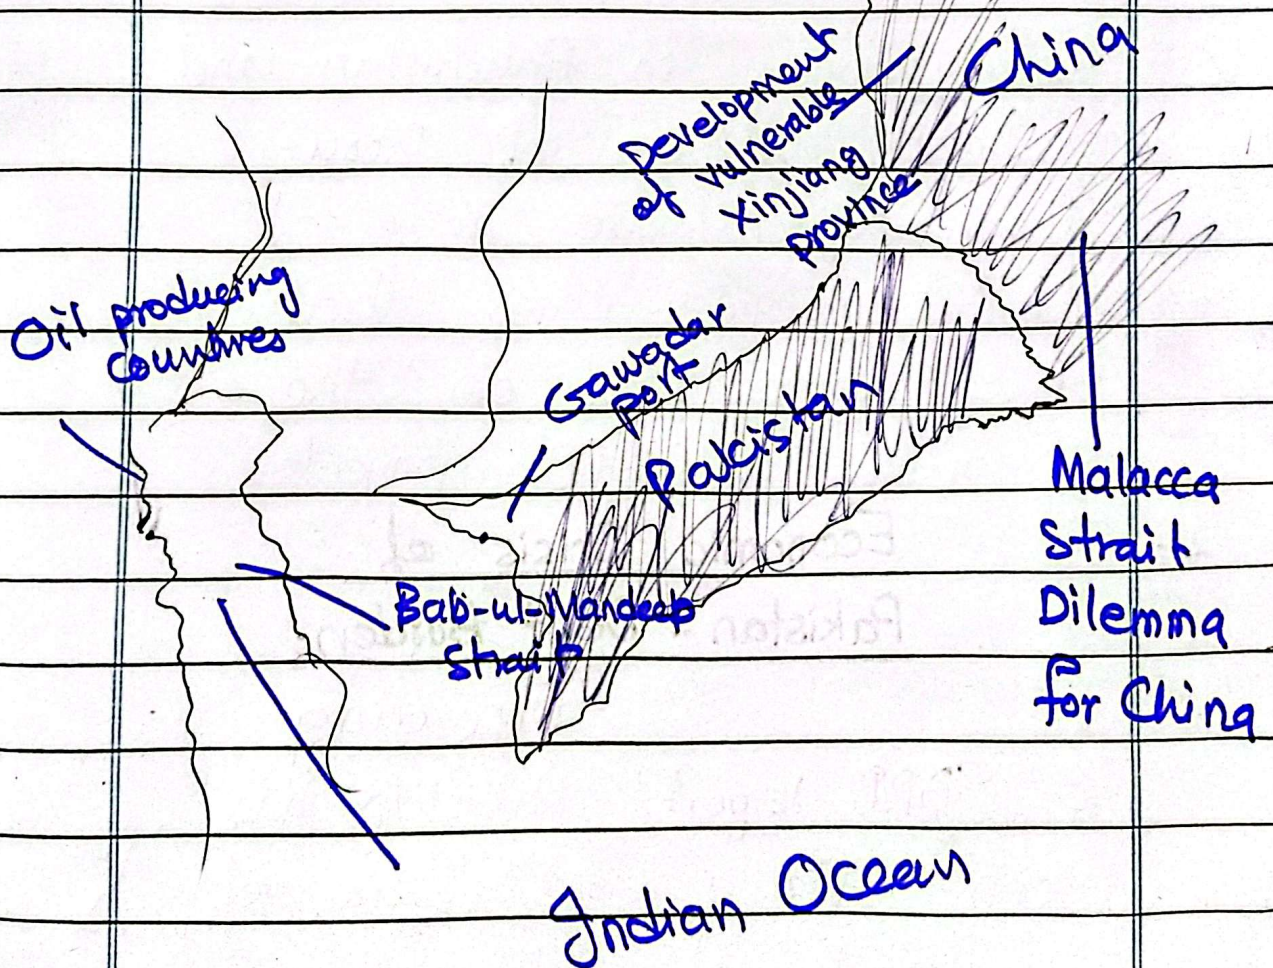 China
Development
of vulnerable
Xinjiang
province
Oil producing
countries
Gawadar
port
Pakistan
Malacca
Strait
Dilemma
for China
Bab-ul-Mandeep
Strait
Indian Ocean